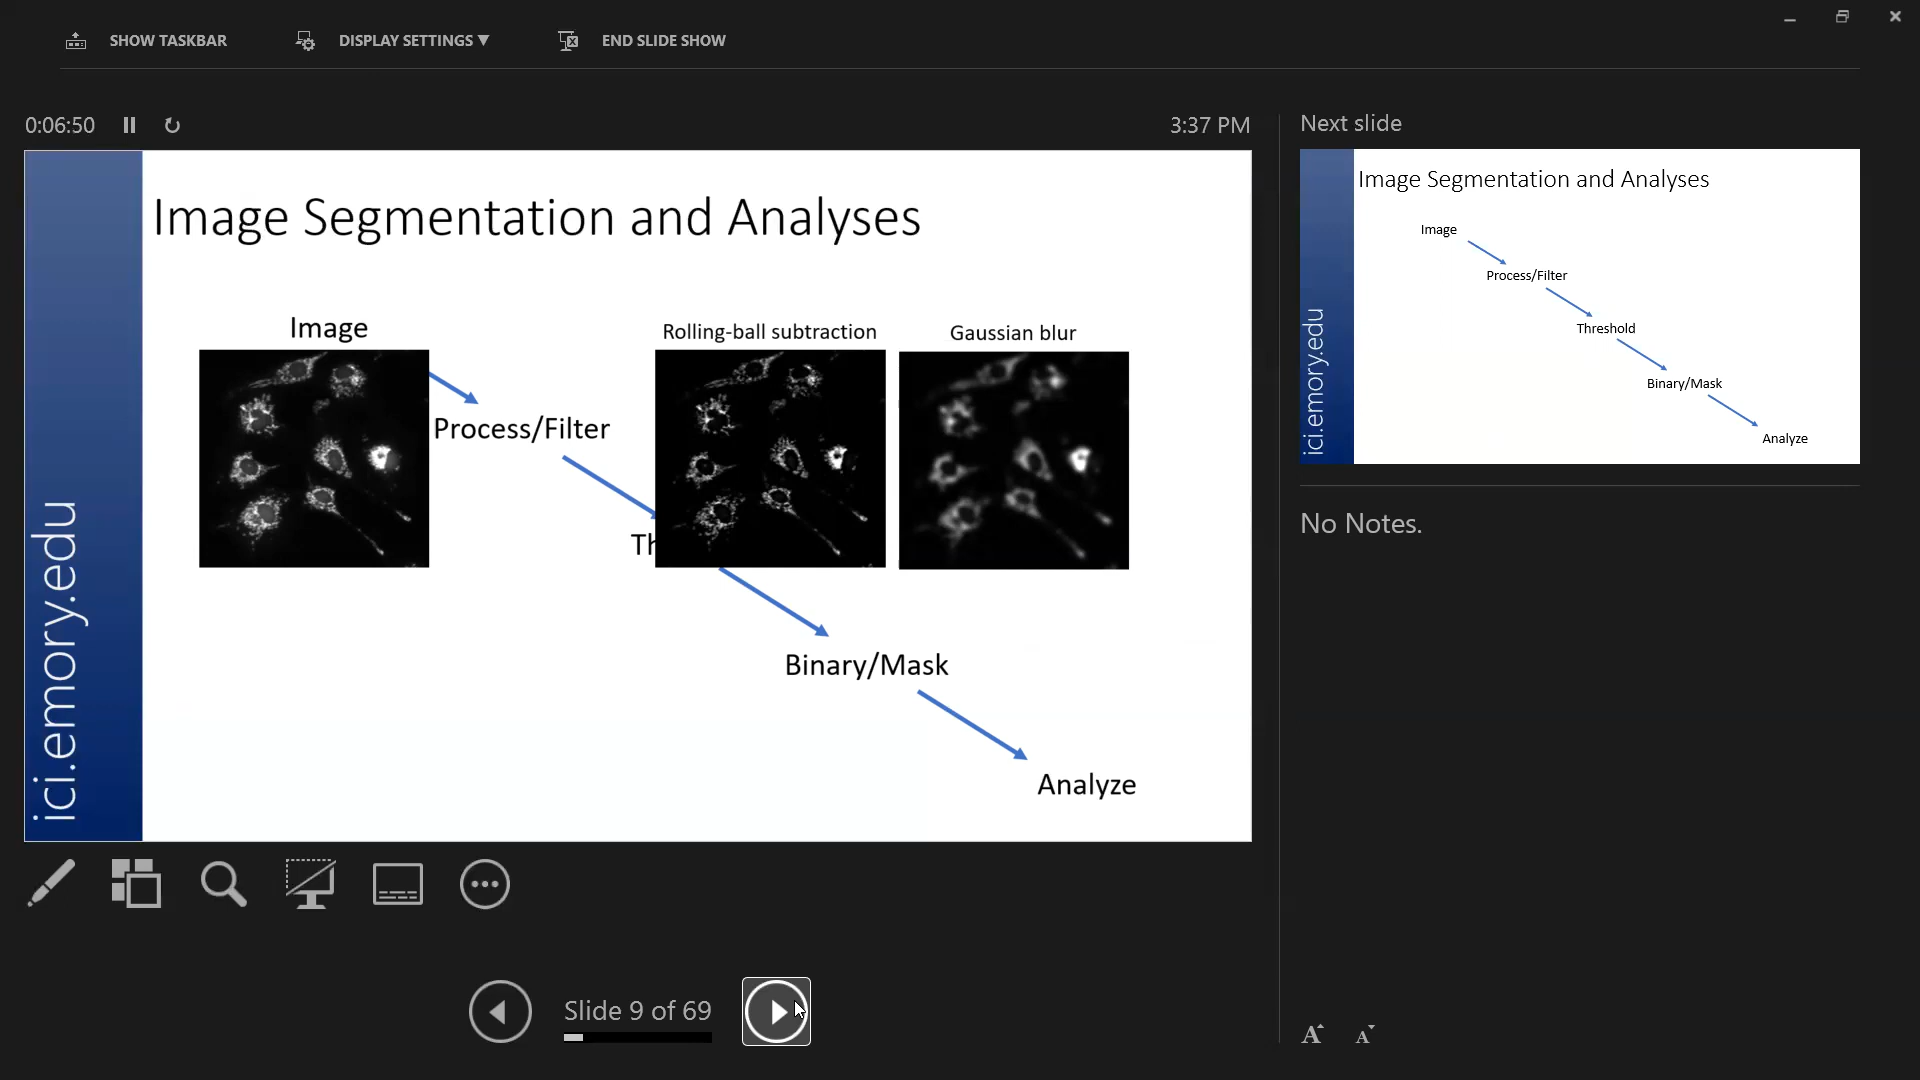 SHOW TASKBAR
DISPLAY SETTINGS ▼
END SLIDE SHOW
0:06:50
3:37 PM
Image Segmentation and Analyses
Image
Rolling-ball subtraction
Gaussian blur
Process/Filter
Th
Binary/Mask
Analyze
ici.emory.edu
Slide 9 of 69
Next slide
Image Segmentation and Analyses
Image
Process/Filter
Threshold
Binary/Mask
Analyze
ici.emory.edu
No Notes.
A A